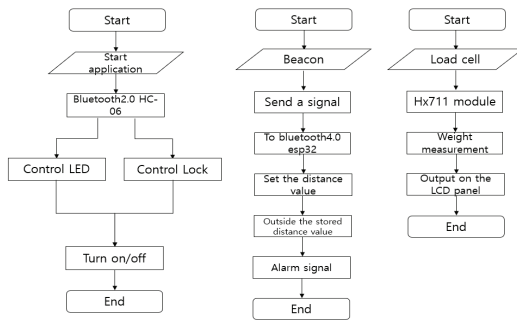 Start
Start
application
Bluetooth2.0 HC-
06
Control LED
Control Lock
Turn on/off
End
Start
Beacon
Send a signal
To bluetooth4.0
esp32
Set the distance
value
Outside the stored
distance value
Alarm signal
End
Start
Load cell
Hx711 module
Weight
measurement
Output on the
LCD panel
End